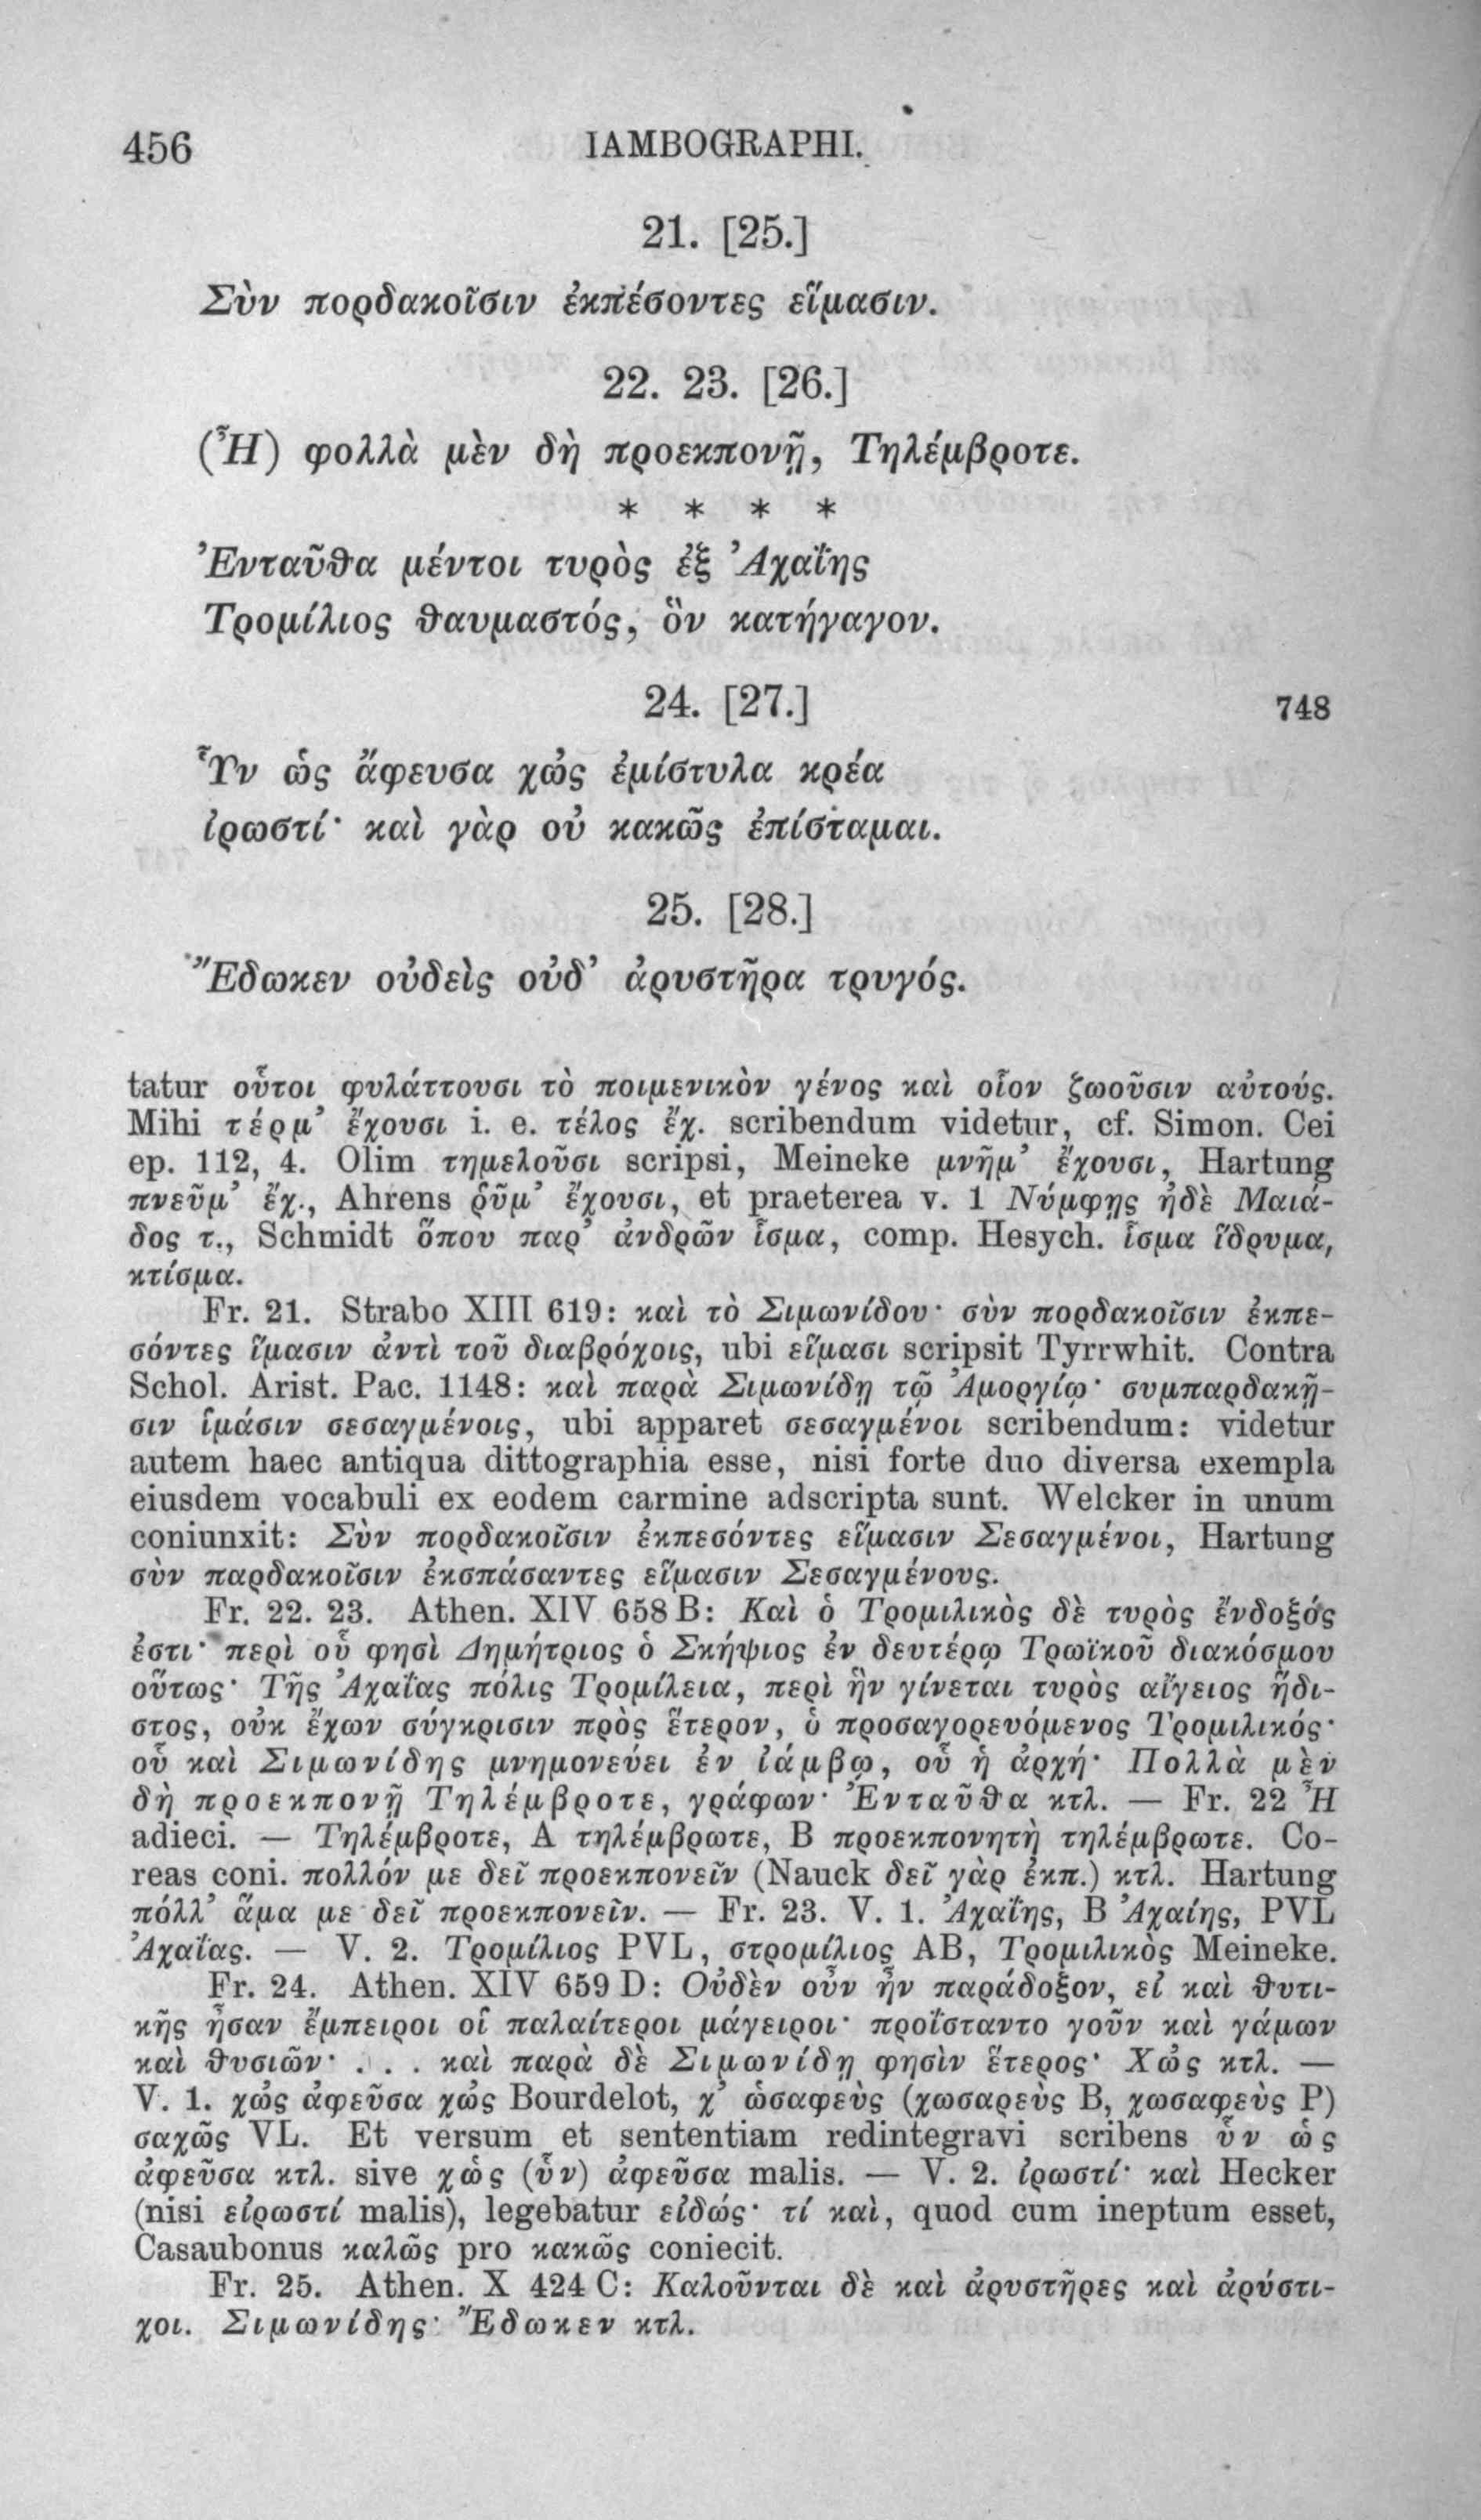 456
IAMBOGRAPHI.
21. [25.]
Σὺν πορδακοῖσιν ἐκπέσοντες εἵμασιν.
22. 23. [26.]
(Ἦ) φολλὰ μὲν δὴ προεκπονῇ, Τηλέμβροτε.
* * * *
Ἐνταῦθα μέντοι τυρὸς ἐξ Ἀχαΐης
Τρομίλιος θαυμαστός, ὃν κατήγαγον.
24. [27.]
748
Ὗν ὡς ἄφευσα χὠς ἐμίστυλα κρέα
ἰρωστί· καὶ γὰρ οὐ κακῶς ἐπίσταμαι.
25. [28.]
Ἔδωκεν οὐδεὶς οὐδ’ ἀρυστῆρα τρυγός.
tatur οὗτοι φυλάττουσι τὸ ποιμενικὸν γένος καὶ οἷον ζωοῦσιν αὐτούς.
Mihi τέρμ’ ἔχουσι i. e. τέλος ἔχ. scribendum videtur, cf. Simon. Cei
ep. 112, 4. Olim τημελοῦσι scripsi, Meineke μνῆμ’ ἔχουσι, Hartung
πνεῦμ’ ἔχ., Ahrens ῥῦμ’ ἔχουσι, et praeterea v. 1 Νύμφῃς ἠδὲ Μαιά-
δος τ., Schmidt ὅπου παρ’ ἀνδρῶν ἷσμα, comp. Hesych. ἷσμα ἵδρυμα,
κτίσμα.
Fr. 21. Strabo XIII 619: καὶ τὸ Σιμωνίδου· σὺν πορδακοῖσιν ἐκπε-
σόντες ἵμασιν ἀντὶ τοῦ διαβρόχοις, ubi εἵμασι scripsit Tyrrwhit. Contra
Schol. Arist. Pac. 1148: καὶ παρὰ Σιμωνίδῃ τῷ Ἀμοργίῳ· συμπαρδακῇ-
σιν ἱμάσιν σεσαγμένοις, ubi apparet σεσαγμένοι scribendum: videtur
autem haec antiqua dittographia esse, nisi forte duo diversa exempla
eiusdem vocabuli ex eodem carmine adscripta sunt. Welcker in unum
coniunxit: Σὺν πορδακοῖσιν ἐκπεσόντες εἵμασιν Σεσαγμένοι, Hartung
σὺν παρδακοῖσιν ἐκσπάσαντες εἵμασιν Σεσαγμένους.
Fr. 22. 23. Athen. XIV 658 B: Καὶ ὁ Τρομιλικὸς δὲ τυρὸς ἔνδοξός
ἐστι· περὶ οὗ φησὶ Δημήτριος ὁ Σκήψιος ἐν δευτέρῳ Τρωϊκοῦ διακόσμου
οὕτως· Τῆς Ἀχαΐας πόλις Τρομίλεια, περὶ ἣν γίνεται τυρὸς αἴγειος ἥδι-
στος, οὐκ ἔχων σύγκρισιν πρὸς ἕτερον, ὁ προσαγορευόμενος Τρομιλικός·
οὗ καὶ Σιμωνίδης μνημονεύει ἐν ἰάμβῳ, οὗ ἡ ἀρχή· Πολλὰ μὲν
δὴ προεκπονῇ Τηλέμβροτε, γράφων· Ἐνταῦθα κτλ. — Fr. 22 Ἦ
adieci. — Τηλέμβροτε, A τηλέμβρωτε, B προεκπονητὴ τηλέμβρωτε. Co-
reas coni. πολλόν με δεῖ προεκπονεῖν (Nauck δεῖ γὰρ ἐκπ.) κτλ. Hartung
πόλλ’ ἅμα με δεῖ προεκπονεῖν. — Fr. 23. V. 1. Ἀχαΐης, B Ἀχαίης, PVL
Ἀχαΐας. — V. 2. Τρομίλιος PVL, στρομίλιος AB, Τρομιλικὸς Meineke.
Fr. 24. Athen. XIV 659 D: Οὐδὲν οὖν ἦν παράδοξον, εἰ καὶ θυτι-
κῆς ἦσαν ἔμπειροι οἱ παλαίτεροι μάγειροι· προΐσταντο γοῦν καὶ γάμων
καὶ θυσιῶν· . . . καὶ παρὰ δὲ Σιμωνίδῃ φησὶν ἕτερος· Χὠς κτλ. —
V. 1. χὠς ἀφεῦσα χὠς Bourdelot, χ’ ὡσαφεὺς (χωσαρεὺς B, χωσαφεὺς P)
σαχῶς VL. Et versum et sententiam redintegravi scribens ὗν ὡς
ἀφεῦσα κτλ. sive χὡς (ὗν) ἀφεῦσα malis. — V. 2. ἰρωστί· καὶ Hecker
(nisi εἰρωστί malis), legebatur εἰδώς· τί καὶ, quod cum ineptum esset,
Casaubonus καλῶς pro κακῶς coniecit.
Fr. 25. Athen. X 424 C: Καλοῦνται δὲ καὶ ἀρυστῆρες καὶ ἀρύστι-
χοι. Σιμωνίδης· Ἔδωκεν κτλ.